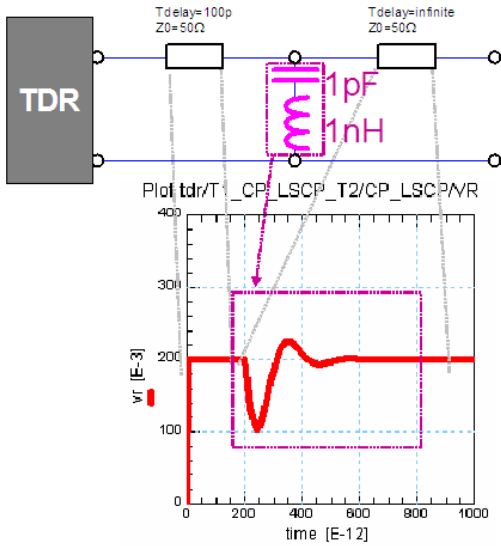 Tdelay=100p
Z0=50Ω
Tdelay=infinite
Z0=50Ω
TDR
1pF
1nH
Plot tdr/T1_CP_LSCP_T2/CP_LSCP/VR
400
300
200
100
0
vr [E-3]
0 200 400 600 800 1000
time [E-12]